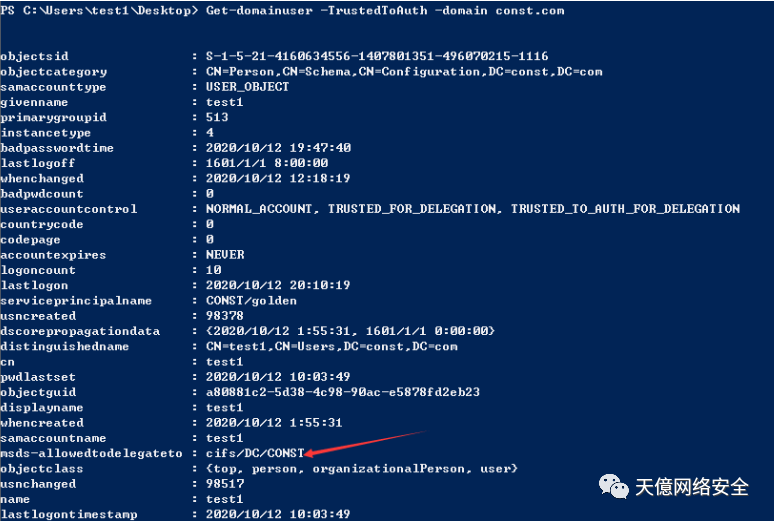 PS C:\Users\test1\Desktop> Get-domainuser -TrustedToAuth -domain const.com
objectsid : S-1-5-21-4160634556-1407801351-496070215-1116
objectcategory : CN=Person,CN=Schema,CN=Configuration,DC=const,DC=com
samaccounttype : USER_OBJECT
givenname : test1
primarygroupid : 513
instancetype : 4
badpasswordtime : 2020/10/12 19:47:40
lastlogoff : 1601/1/1 8:00:00
whenchanged : 2020/10/12 12:18:19
badpwdcount : 0
useraccountcontrol : NORMAL_ACCOUNT, TRUSTED_FOR_DELEGATION, TRUSTED_TO_AUTH_FOR_DELEGATION
countrycode : 0
codepage : 0
accountexpires : NEVER
logoncount : 10
lastlogon : 2020/10/12 20:10:19
serviceprincipalname : CONST/golden
usncreated : 98378
dscorepropagationdata : {2020/10/12 1:55:31, 1601/1/1 0:00:00}
distinguishedname : CN=test1,CN=Users,DC=const,DC=com
cn : test1
pwdlastset : 2020/10/12 10:03:49
objectguid : a80881c2-5d38-4c98-90ac-e5878fd2eb23
displayname : test1
whencreated : 2020/10/12 1:55:31
samaccountname : test1
msds-allowedtodelegateto : cifs/DC/CONST
objectclass : {top, person, organizationalPerson, user}
usnchanged : 98517
name : test1
lastlogontimestamp : 2020/10/12 10:03:49
天億网络安全